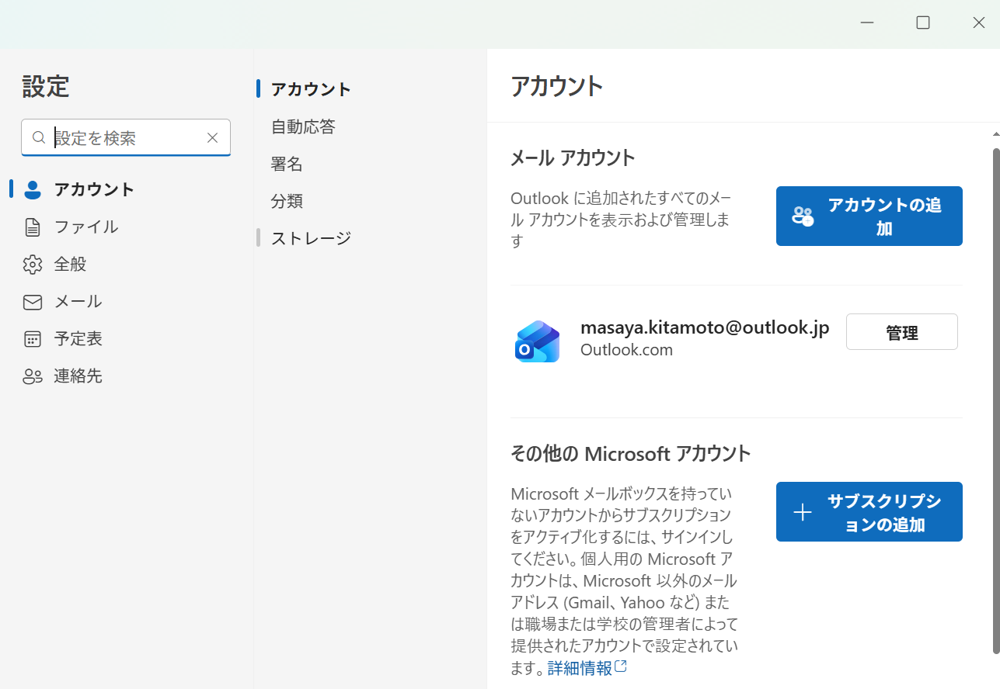 設定
設定を検索
アカウント
ファイル
全般
メール
予定表
連絡先
アカウント
自動応答
署名
分類
ストレージ
アカウント
メール アカウント
Outlook に追加されたすべてのメー
ル アカウントを表示および管理しま
す
アカウントの追
加
masaya.kitamoto@outlook.jp
Outlook.com
管理
その他の Microsoft アカウント
Microsoft メールボックスを持ってい
ないアカウントからサブスクリプション
をアクティブ化するには、サインインし
てください。個人用の Microsoft ア
カウントは、Microsoft 以外のメール
アドレス (Gmail、Yahoo など) また
は職場または学校の管理者によって
提供されたアカウントで設定されてい
ます。詳細情報
サブスクリプシ
ョンの追加